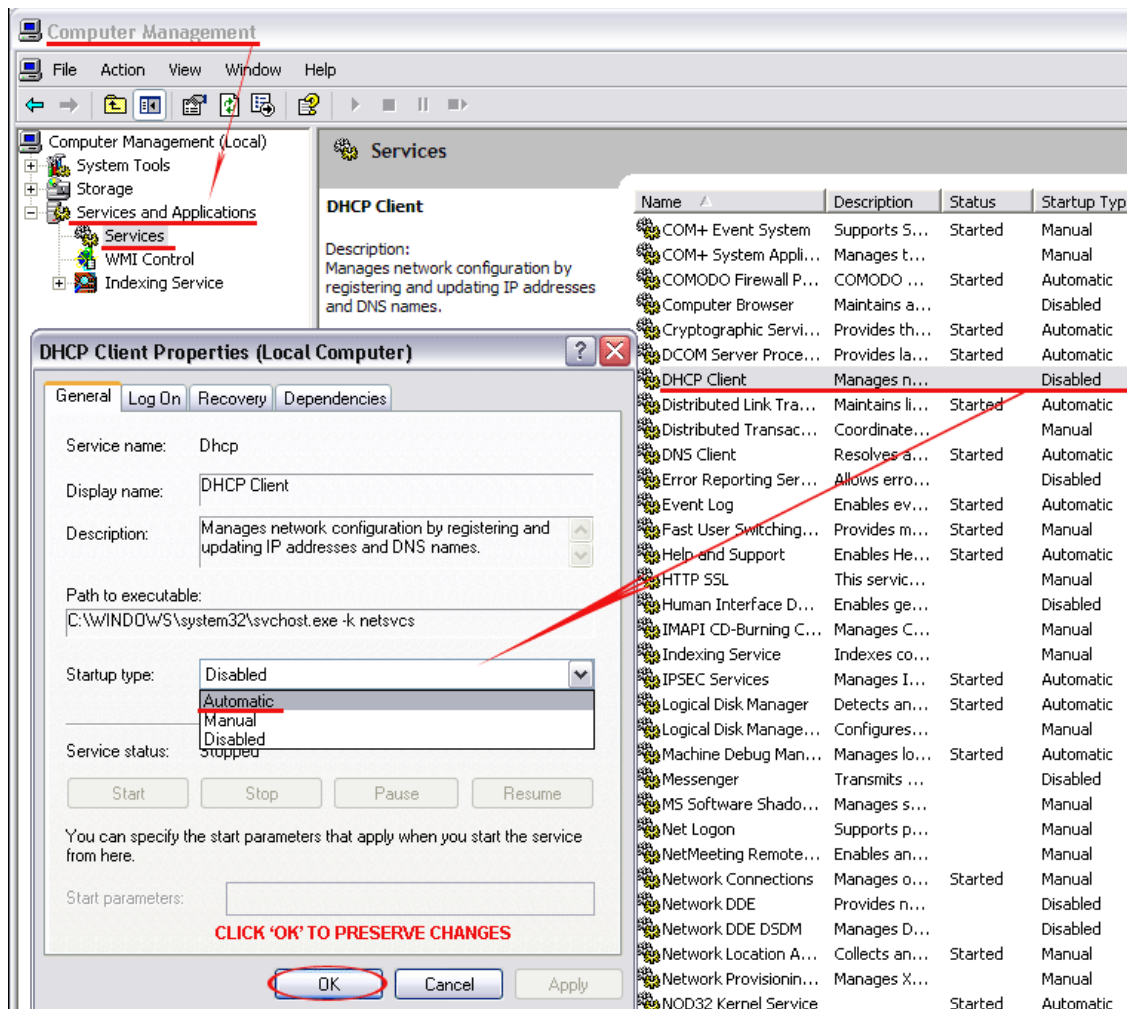 Computer Management
File Action View Window Help
Computer Management (Local)
System Tools
Storage
Services and Applications
Services
WMI Control
Indexing Service
Services
DHCP Client
Description:
Manages network configuration by
registering and updating IP addresses
and DNS names.
Name Description Status Startup Typ
COM+ Event System Supports S... Started Manual
COM+ System Appli... Manages t... Manual
COMODO Firewall P... COMODO ... Started Automatic
Computer Browser Maintains a... Disabled
Cryptographic Servi... Provides th... Started Automatic
DCOM Server Proce... Provides la... Started Automatic
DHCP Client Manages n... Disabled
Distributed Link Tra... Maintains li... Started Automatic
Distributed Transac... Coordinate... Manual
DNS Client Resolves a... Started Automatic
Error Reporting Ser... Allows erro... Disabled
Event Log Enables ev... Started Automatic
Fast User Switching... Provides m... Started Manual
Help and Support Enables He... Started Automatic
HTTP SSL This servic... Manual
Human Interface D... Enables ge... Disabled
IMAPI CD-Burning C... Manages C... Manual
Indexing Service Indexes co... Manual
IPSEC Services Manages I... Started Automatic
Logical Disk Manager Detects an... Started Automatic
Logical Disk Manage... Configures... Manual
Machine Debug Man... Manages lo... Started Automatic
Messenger Transmits ... Disabled
MS Software Shado... Manages s... Manual
Net Logon Supports p... Manual
NetMeeting Remote... Enables an... Manual
Network Connections Manages o... Started Manual
Network DDE Provides n... Disabled
Network DDE DSDM Manages D... Disabled
Network Location A... Collects an... Started Manual
Network Provisionin... Manages X... Manual
NOD32 Kernel Service Started Automatic
DHCP Client Properties (Local Computer)
General Log On Recovery Dependencies
Service name: Dhcp
Display name: DHCP Client
Description: Manages network configuration by registering and
updating IP addresses and DNS names.
Path to executable:
C:\WINDOWS\system32\svchost.exe -k netsvcs
Startup type: Disabled
Automatic
Manual
Disabled
Service status: Stopped
Start Stop Pause Resume
You can specify the start parameters that apply when you start the service
from here.
Start parameters:
CLICK 'OK' TO PRESERVE CHANGES
OK Cancel Apply